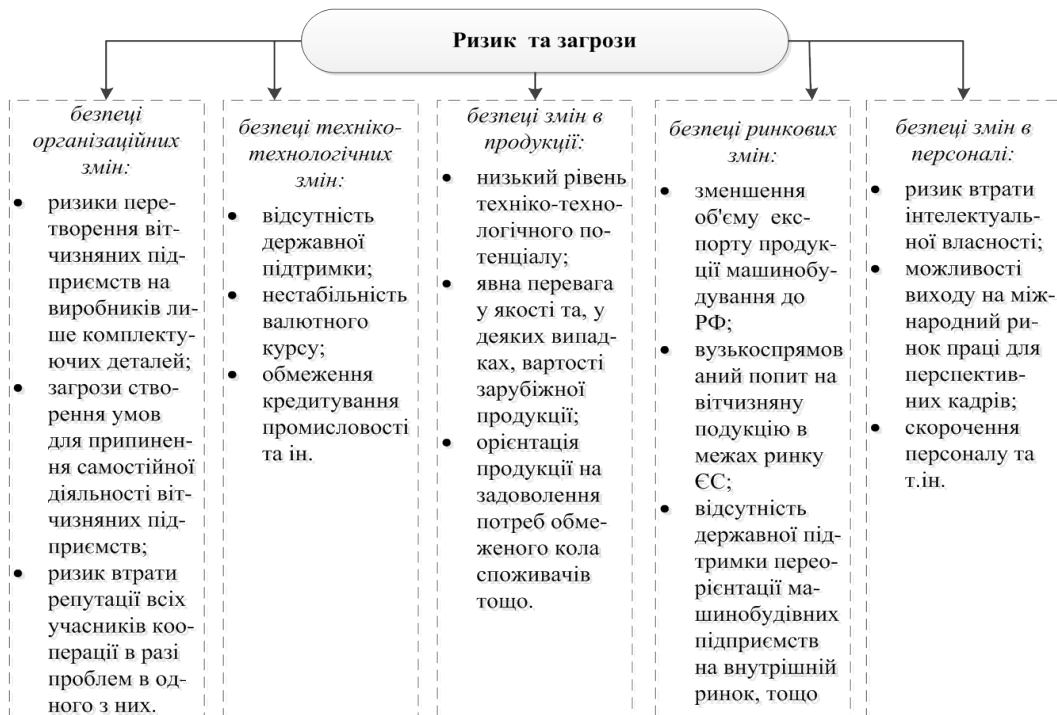 Ризик та загрози
безпеці
організаційних
змін:
• ризики пере-
творення віт-
чизняних під-
приємств на
виробників ли-
ше комплекту-
ючих деталей;
• загрози ство-
рення умов
для припинен-
ня самостійної
діяльності віт-
чизняних під-
приємств;
• ризик втрати
репутації всіх
учасників коо-
перації в разі
проблем в од-
ного з них.
безпеці техніко-
технологічних
змін:
• відсутність
державної
підтримки;
• нестабільність
валютного
курсу;
• обмеження
кредитування
промисловості
та ін.
безпеці змін в
продукції:
• низький рівень
техніко-техно-
логічного по-
тенціалу;
• явна перевага
у якості та, у
деяких випад-
ках, вартості
зарубіжної
продукції;
• орієнтація
продукції на
задоволення
потреб обме-
женого кола
споживачів
тощо.
безпеці ринкових
змін:
• зменшення
об'єму екс-
порту продук-
ції машинобу-
дування до
РФ;
• вузькоспрямов
аний попит на
вітчизняну
подукцію в
межах ринку
ЄС;
• відсутність
державної під-
тримки перео-
рієнтації ма-
шинобудівних
підприємств
на внутрішній
ринок, тощо
безпеці змін в
персоналі:
• ризик втрати
інтелектуаль-
ної власності;
• можливості
виходу на між-
народний ри-
нок праці для
перспектив-
них кадрів;
• скорочення
персоналу та
т.ін.